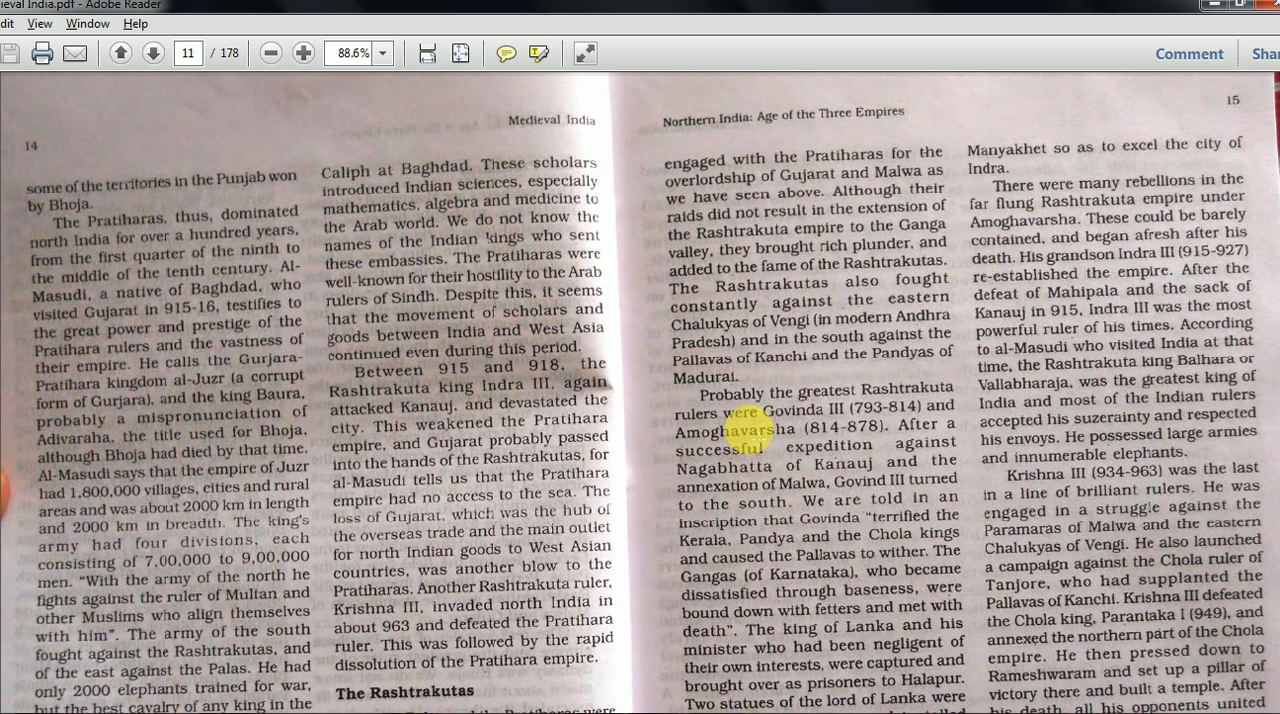 ieval India.pdf - Adobe Reader
dit View Window Help
11 / 178 88.6% Comment
14
Medieval India
some of the territories in the Punjab won
by Bhoja.
The Pratiharas, thus, dominated
north India for over a hundred years,
from the first quarter of the ninth to
the middle of the tenth century. Al-
Masudi, a native of Baghdad, who
visited Gujarat in 915-16, testifies to
the great power and prestige of the
Pratihara rulers and the vastness of
their empire. He calls the Gurjara-
Pratihara kingdom al-Juzr (a corrupt
form of Gurjara), and the king Baura,
probably a mispronunciation of
Adivaraha, the title used for Bhoja,
although Bhoja had died by that time.
Al-Masudi says that the empire of Juzr
had 1,800,000 villages, cities and rural
areas and was about 2000 km in length
and 2000 km in breadth. The king's
army had four divisions, each
consisting of 7,00,000 to 9,00,000
men. “With the army of the north he
fights against the ruler of Multan and
other Muslims who align themselves
with him”. The army of the south
fought against the Rashtrakutas, and
of the east against the Palas. He had
only 2000 elephants trained for war,
but the best cavalry of any king in the
Caliph at Baghdad. These scholars
introduced Indian sciences, especially
mathematics, algebra and medicine to
the Arab world. We do not know the
names of the Indian kings who sent
these embassies. The Pratiharas were
well-known for their hostility to the Arab
rulers of Sindh. Despite this, it seems
that the movement of scholars and
goods between India and West Asia
continued even during this period.
Between 915 and 918, the
Rashtrakuta king Indra III, again
attacked Kanauj, and devastated the
city. This weakened the Pratihara
empire, and Gujarat probably passed
into the hands of the Rashtrakutas, for
al-Masudi tells us that the Pratihara
empire had no access to the sea. The
loss of Gujarat, which was the hub of
the overseas trade and the main outlet
for north Indian goods to West Asian
countries, was another blow to the
Pratiharas. Another Rashtrakuta ruler,
Krishna III, invaded north India in
about 963 and defeated the Pratihara
ruler. This was followed by the rapid
dissolution of the Pratihara empire.
The Rashtrakutas
Northern India: Age of the Three Empires
15
engaged with the Pratiharas for the
overlordship of Gujarat and Malwa as
we have seen above. Although their
raids did not result in the extension of
the Rashtrakuta empire to the Ganga
valley, they brought rich plunder, and
added to the fame of the Rashtrakutas.
The Rashtrakutas also fought
constantly against the eastern
Chalukyas of Vengi (in modern Andhra
Pradesh) and in the south against the
Pallavas of Kanchi and the Pandyas of
Madurai.
Probably the greatest Rashtrakuta
rulers were Govinda III (793-814) and
Amoghavarsha (814-878). After a
successful expedition against
Nagabhatta of Kanauj and the
annexation of Malwa, Govind III turned
to the south. We are told in an
inscription that Govinda “terrified the
Kerala, Pandya and the Chola kings
and caused the Pallavas to wither. The
Gangas (of Karnataka), who became
dissatisfied through baseness, were
bound down with fetters and met with
death”. The king of Lanka and his
minister who had been negligent of
their own interests, were captured and
brought over as prisoners to Halapur.
Two statues of the lord of Lanka were
Manyakhet so as to excel the city of
Indra.
There were many rebellions in the
far flung Rashtrakuta empire under
Amoghavarsha. These could be barely
contained, and began afresh after his
death. His grandson Indra III (915-927)
re-established the empire. After the
defeat of Mahipala and the sack of
Kanauj in 915, Indra III was the most
powerful ruler of his times. According
to al-Masudi who visited India at that
time, the Rashtrakuta king Balhara or
Vallabharaja, was the greatest king of
India and most of the Indian rulers
accepted his suzerainty and respected
his envoys. He possessed large armies
and innumerable elephants.
Krishna III (934-963) was the last
in a line of brilliant rulers. He was
engaged in a struggle against the
Paramaras of Malwa and the eastern
Chalukyas of Vengi. He also launched
a campaign against the Chola ruler of
Tanjore, who had supplanted the
Pallavas of Kanchi. Krishna III defeated
the Chola king, Parantaka I (949), and
annexed the northern part of the Chola
empire. He then pressed down to
Rameshwaram and set up a pillar of
victory there and built a temple. After
his death, all his opponents united